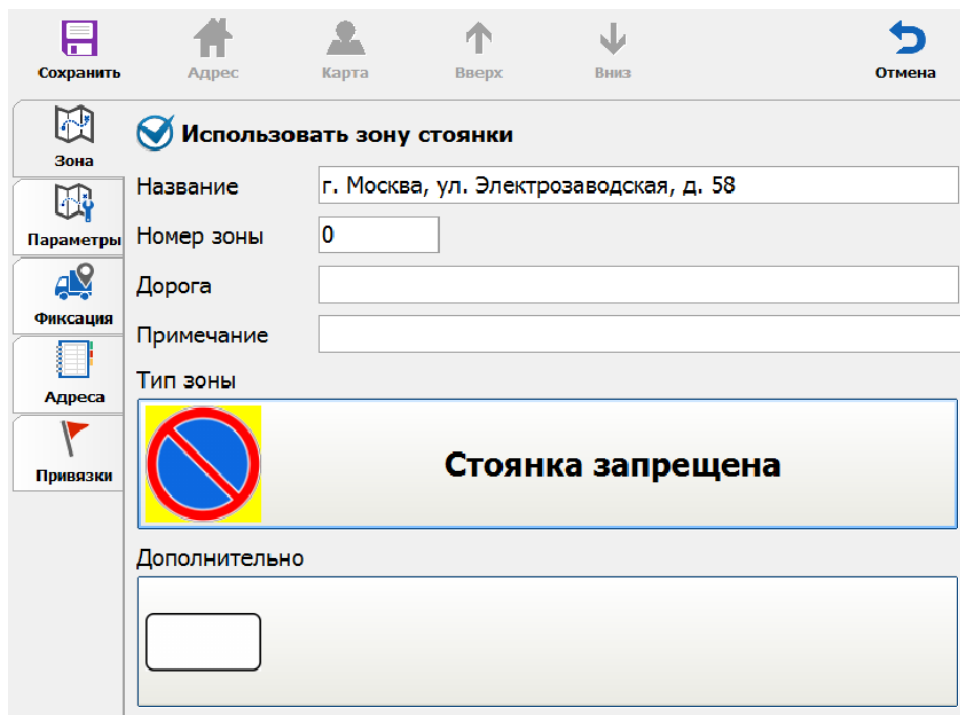 Сохранить Адрес Карта Вверх Вниз Отмена
Зона
Параметры
Фиксация
Адреса
Привязки
Использовать зону стоянки
Название г. Москва, ул. Электрозаводская, д. 58
Номер зоны 0
Дорога
Примечание
Тип зоны
Стоянка запрещена
Дополнительно